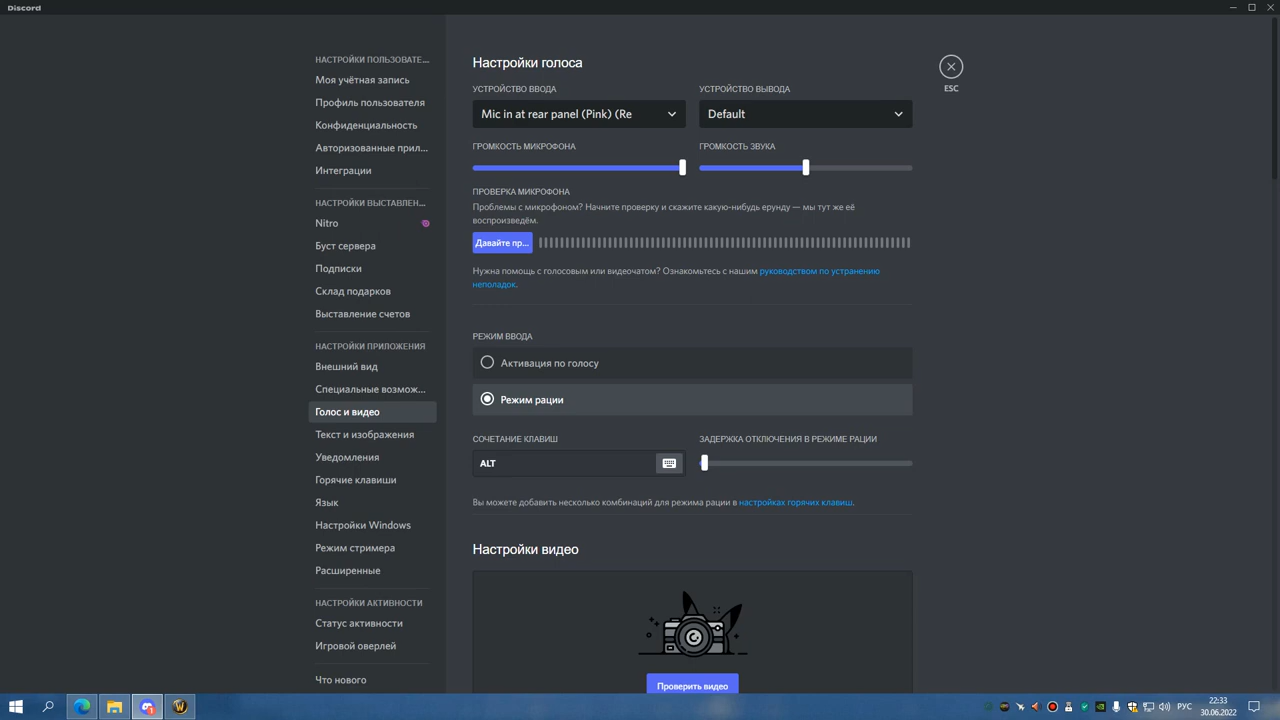 Discord
НАСТРОЙКИ ПОЛЬЗОВАТЕ...
Моя учётная запись
Профиль пользователя
Конфиденциальность
Авторизованные прил...
Интеграции
НАСТРОЙКИ ВЫСТАВЛЕН...
Nitro
Буст сервера
Подписки
Склад подарков
Выставление счетов
НАСТРОЙКИ ПРИЛОЖЕНИЯ
Внешний вид
Специальные возмож...
Голос и видео
Текст и изображения
Уведомления
Горячие клавиши
Язык
Настройки Windows
Режим стримера
Расширенные
НАСТРОЙКИ АКТИВНОСТИ
Статус активности
Игровой оверлей
Что нового
Настройки голоса
ESC
УСТРОЙСТВО ВВОДА
УСТРОЙСТВО ВЫВОДА
Mic in at rear panel (Pink) (Re
Default
ГРОМКОСТЬ МИКРОФОНА
ГРОМКОСТЬ ЗВУКА
ПРОВЕРКА МИКРОФОНА
Проблемы с микрофоном? Начните проверку и скажите какую-нибудь ерунду — мы тут же её
воспроизведём.
Давайте пр...
Нужна помощь с голосовым или видеочатом? Ознакомьтесь с нашим руководством по устранению
неполадок.
РЕЖИМ ВВОДА
Активация по голосу
Режим рации
СОЧЕТАНИЕ КЛАВИШ
ЗАДЕРЖКА ОТКЛЮЧЕНИЯ В РЕЖИМЕ РАЦИИ
ALT
Вы можете добавить несколько комбинаций для режима рации в настройках горячих клавиш.
Настройки видео
Проверить видео
РУС
22:33
30.06.2022